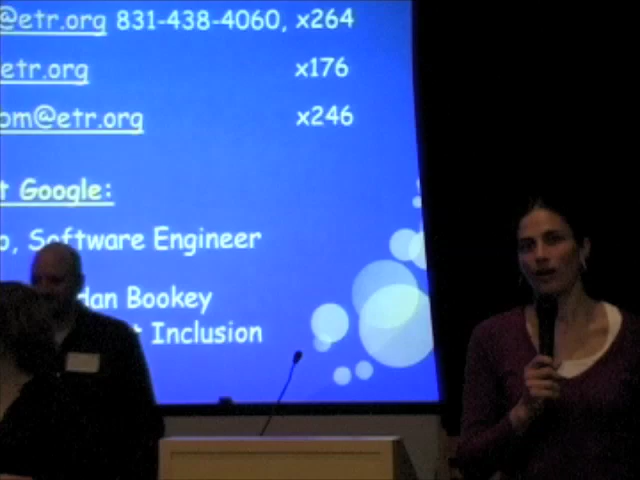 @etr.org 831-438-4060, x264
etr.org x176
om@etr.org x246
t Google:
o, Software Engineer
dan Bookey
t Inclusion